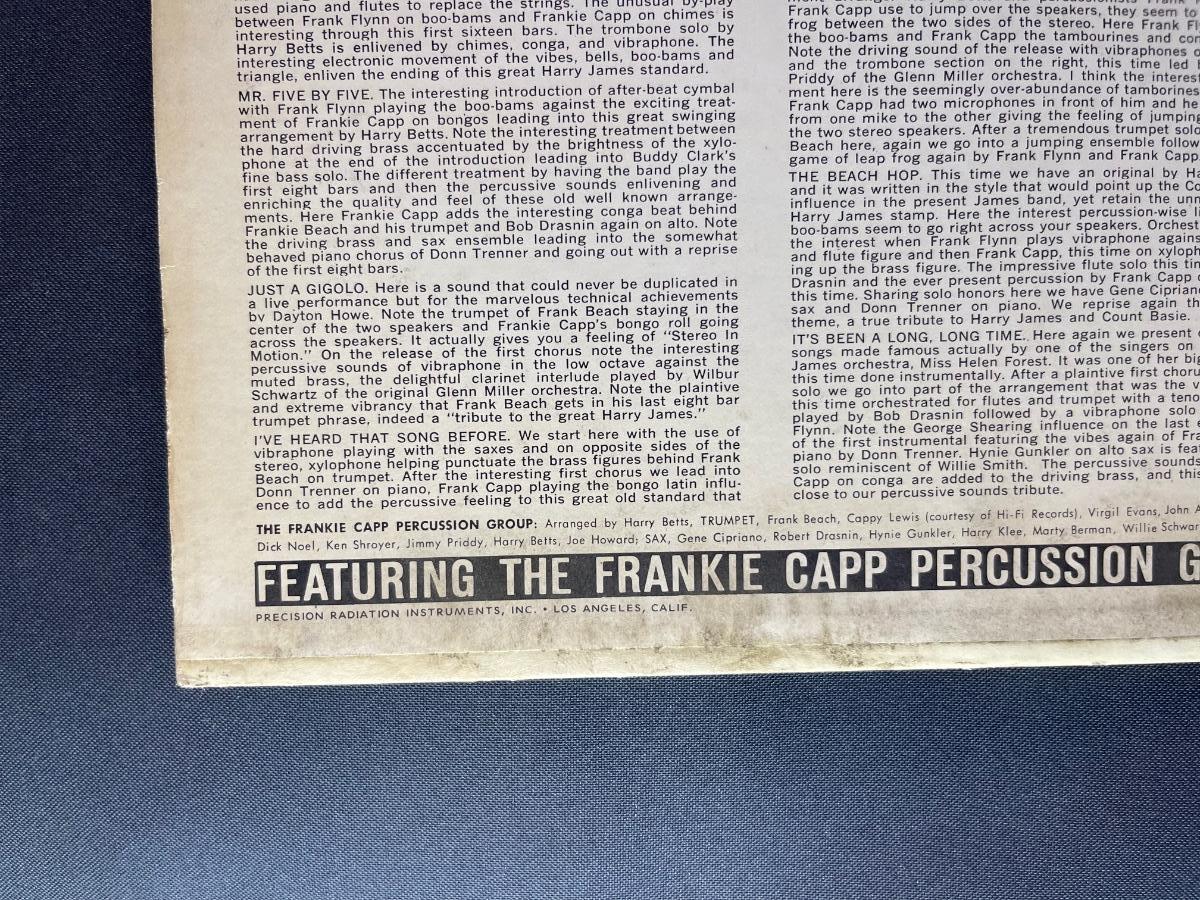 used piano and flutes to replace the strings. The unusual by-play
between Frank Flynn on boo-bams and Frankie Capp on chimes is
interesting through this first sixteen bars. The trombone solo by
Harry Betts is enlivened by chimes, conga, and vibraphone. The
interesting electronic movement of the vibes, bells, boo-bams and
triangle, enliven the ending of this great Harry James standard.
MR. FIVE BY FIVE. The interesting introduction of after-beat cymbal
with Frank Flynn playing the boo-bams against the exciting treat-
ment of Frankie Capp on bongos leading into this great swinging
arrangement by Harry Betts. Note the interesting treatment between
the hard driving brass accentuated by the brightness of the xylo-
phone at the end of the introduction leading into Buddy Clark's
fine bass solo. The different treatment by having the band play the
first eight bars and then the percussive sounds enlivening and
enriching the quality and feel of these old well known arrange-
ments. Here Frankie Capp adds the interesting conga beat behind
Frankie Beach and his trumpet and Bob Drasnin again on alto. Note
the driving brass and sax ensemble leading into the somewhat
behaved piano chorus of Donn Trenner and going out with a reprise
of the first eight bars.
JUST A GIGOLO. Here is a sound that could never be duplicated in
a live performance but for the marvelous technical achievements
by Dayton Howe. Note the trumpet of Frank Beach staying in the
center of the two speakers and Frankie Capp's bongo roll going
across the speakers. It actually gives you a feeling of "Stereo In
Motion." On the release of the first chorus note the interesting
percussive sounds of vibraphone in the low octave against the
muted brass, the delightful clarinet interlude played by Wilbur
Schwartz of the original Glenn Miller orchestra. Note the plaintive
and extreme vibrancy that Frank Beach gets in his last eight bar
trumpet phrase, indeed a "tribute to the great Harry James."
I'VE HEARD THAT SONG BEFORE. We start here with the use of
vibraphone playing with the saxes and on opposite sides of the
stereo, xylophone helping punctuate the brass figures behind Frank
Beach on trumpet. After the interesting first chorus we lead into
Donn Trenner on piano, Frank Capp playing the bongo latin influ-
ence to add the percussive feeling to this great old standard that
Frank Capp use to jump over the speakers, they seem to
frog between the two sides of the stereo. Here Frank Fl
the boo-bams and Frank Capp the tambourines and con
Note the driving sound of the release with vibraphones o
and the trombone section on the right, this time led b
Priddy of the Glenn Miller orchestra. I think the interest
ment here is the seemingly over-abundance of tamborines
Frank Capp had two microphones in front of him and he
from one mike to the other giving the feeling of jumping
the two stereo speakers. After a tremendous trumpet solo
Beach here, again we go into a jumping ensemble follow
game of leap frog again by Frank Flynn and Frank Capp
THE BEACH HOP. This time we have an original by Ha
and it was written in the style that would point up the Co
influence in the present James band, yet retain the unm
Harry James stamp. Here the interest percussion-wise i
boo-bams seem to go right across your speakers. Orchest
the interest when Frank Flynn plays vibraphone agains
and flute figure and then Frank Capp, this time on xyloph
ing up the brass figure. The impressive flute solo this tim
Drasnin and the ever present percussion by Frank Capp o
this time. Sharing solo honors here we have Gene Ciprian
sax and Donn Trenner on piano. We reprise again th
theme, a true tribute to Harry James and Count Basie.
IT'S BEEN A LONG, LONG TIME. Here again we present o
songs made famous actually by one of the singers on
James orchestra, Miss Helen Forest. It was one of her big
this time done instrumentally. After a plaintive first choru
solo we go into part of the arrangement that was the v
this time orchestrated for flutes and trumpet with a teno
played by Bob Drasnin followed by a vibraphone solo
Flynn. Note the George Shearing influence on the last e
of the first instrumental featuring the vibes again of Fra
piano by Donn Trenner. Hynie Gunkler on alto sax is feat
solo reminiscent of Willie Smith. The percussive sounds
Capp on conga are added to the driving brass, and this
close to our percussive sounds tribute.
THE FRANKIE CAPP PERCUSSION GROUP: Arranged by Harry Betts, TRUMPET, Frank Beach, Cappy Lewis (courtesy of Hi-Fi Records), Virgil Evans, John A
Dick Noel, Ken Shroyer, Jimmy Priddy, Harry Betts, Joe Howard; SAX, Gene Cipriano, Robert Drasnin, Hynie Gunkler, Harry Klee, Marty Berman, Willie Schwar
FEATURING THE FRANKIE CAPP PERCUSSION G
PRECISION RADIATION INSTRUMENTS, INC. • LOS ANGELES, CALIF.